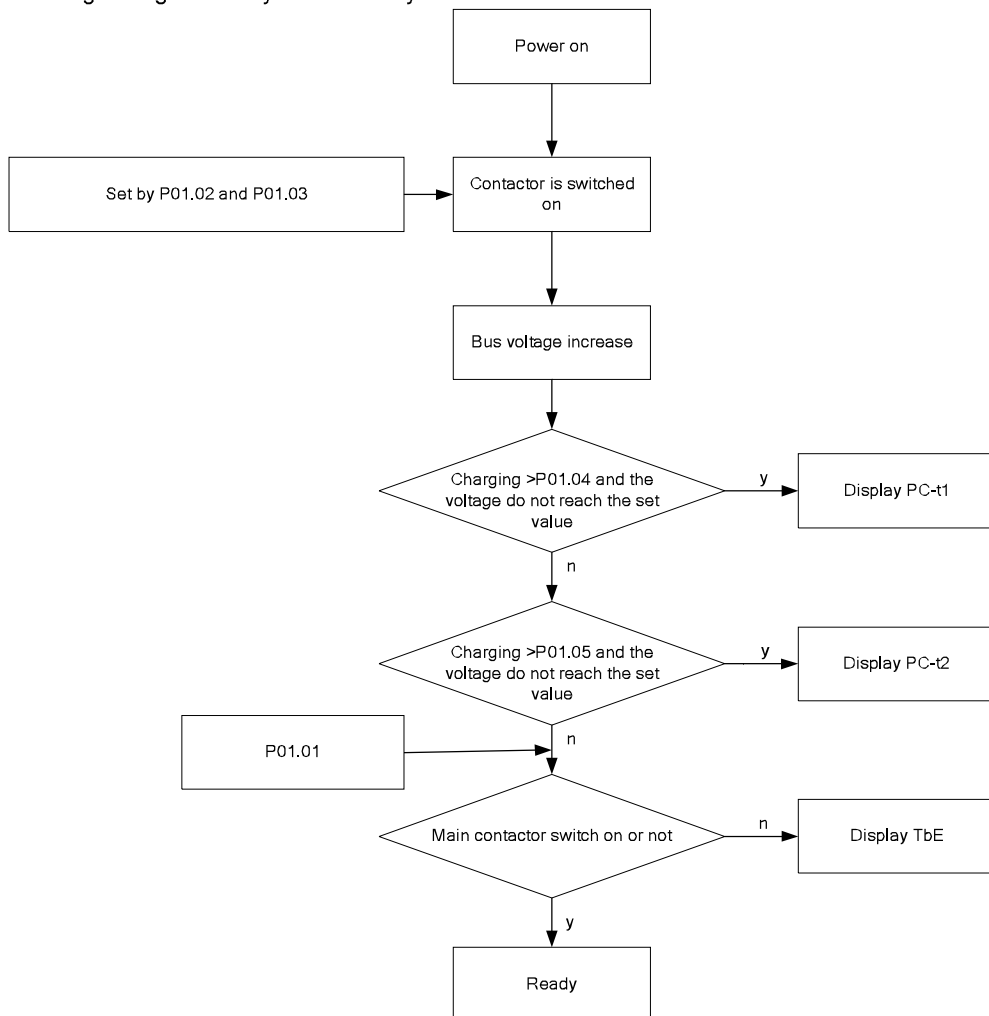 Power on
Set by P01.02 and P01.03
Contactor is switched
on
Bus voltage increase
Charging >P01.04 and the
voltage do not reach the set
value
y
Display PC-t1
n
Charging >P01.05 and the
voltage do not reach the set
value
y
Display PC-t2
n
P01.01
Main contactor switch on or not
n
Display TbE
y
Ready